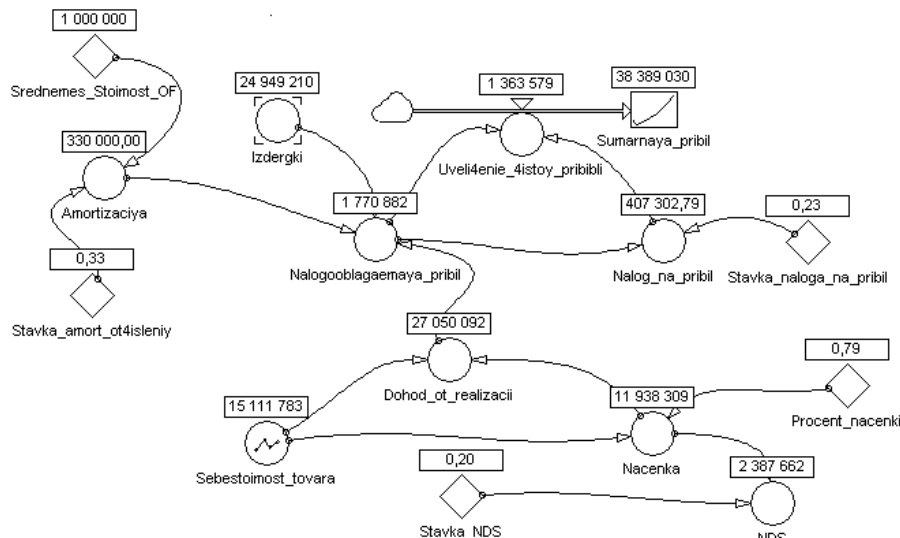 1 000 000
Srednemes_Stoimost_OF
24 949 210
Izdergki
1 363 579
Uveli4enie_4istoy_pribibli
38 389 030
Sumarnaya_pribil
330 000,00
Amortizaciya
0,33
Stavka_amort_ot4isleniy
1 770 882
Nalogooblagaemaya_pribil
407 302,79
Nalog_na_pribil
0,23
Stavka_naloga_na_pribil
27 050 092
Dohod_ot_realizacii
15 111 783
Sebestoimost_tovara
11 938 309
Nacenka
0,79
Procent_nacenki
0,20
Stavka_NDS
2 387 662
NDS